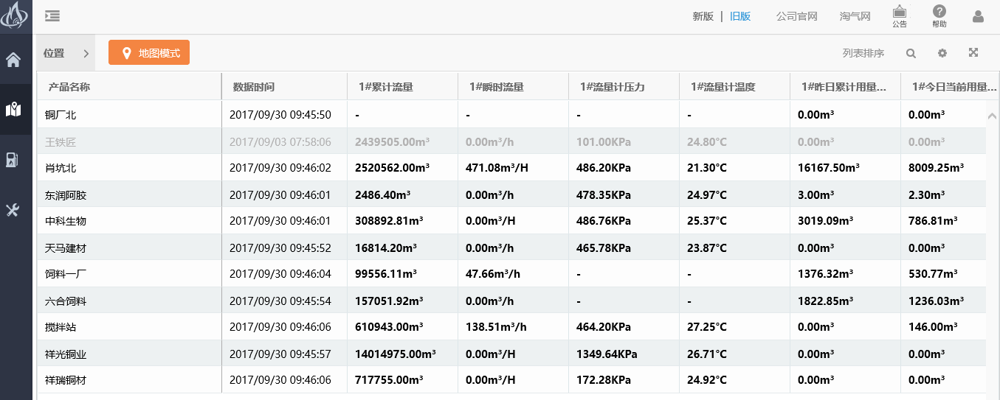 新版 | 旧版 公司官网 淘气网 公告 帮助
位置 地图模式 列表排序
产品名称 数据时间 1#累计流量 1#瞬时流量 1#流量计压力 1#流量计温度 1#昨日累计用量... 1#今日当前用量...
铜厂北 2017/09/30 09:45:50 - - - - 0.00m³ 0.00m³
王铁匠 2017/09/03 07:58:06 2439505.00m³ 0.00m³/h 101.00KPa 24.80°C 0.00m³ 0.00m³
肖坑北 2017/09/30 09:46:02 2520562.00m³ 471.08m³/H 486.20KPa 21.30°C 16167.50m³ 8009.25m³
东润阿胶 2017/09/30 09:46:01 2486.40m³ 0.00m³/h 478.35KPa 24.97°C 3.00m³ 2.30m³
中科生物 2017/09/30 09:46:01 308892.81m³ 0.00m³/H 486.76KPa 25.37°C 3019.09m³ 786.81m³
天马建材 2017/09/30 09:45:52 16814.20m³ 0.00m³/h 465.78KPa 23.87°C 0.00m³ 0.00m³
饲料一厂 2017/09/30 09:46:04 99556.11m³ 47.66m³/h - - 1376.32m³ 530.77m³
六合饲料 2017/09/30 09:45:54 157051.92m³ 0.00m³/h - - 1822.85m³ 1236.03m³
搅拌站 2017/09/30 09:46:06 610943.00m³ 138.51m³/h 464.20KPa 27.25°C 0.00m³ 146.00m³
祥光铜业 2017/09/30 09:45:57 14014975.00m³ 0.00m³/H 1349.64KPa 26.71°C 0.00m³ 0.00m³
祥瑞铜材 2017/09/30 09:46:06 717755.00m³ 0.00m³/H 172.28KPa 24.92°C 0.00m³ 0.00m³